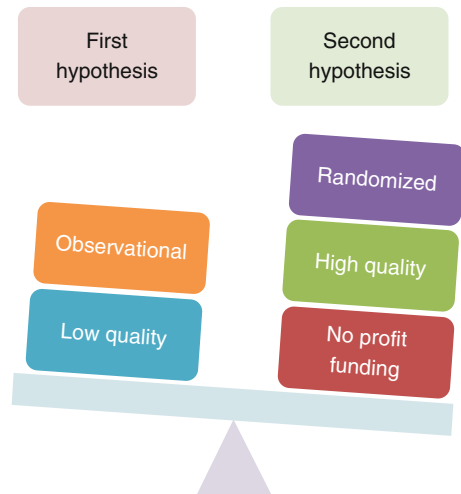 First
hypothesis
Second
hypothesis
Observational
Low quality
Randomized
High quality
No profit
funding